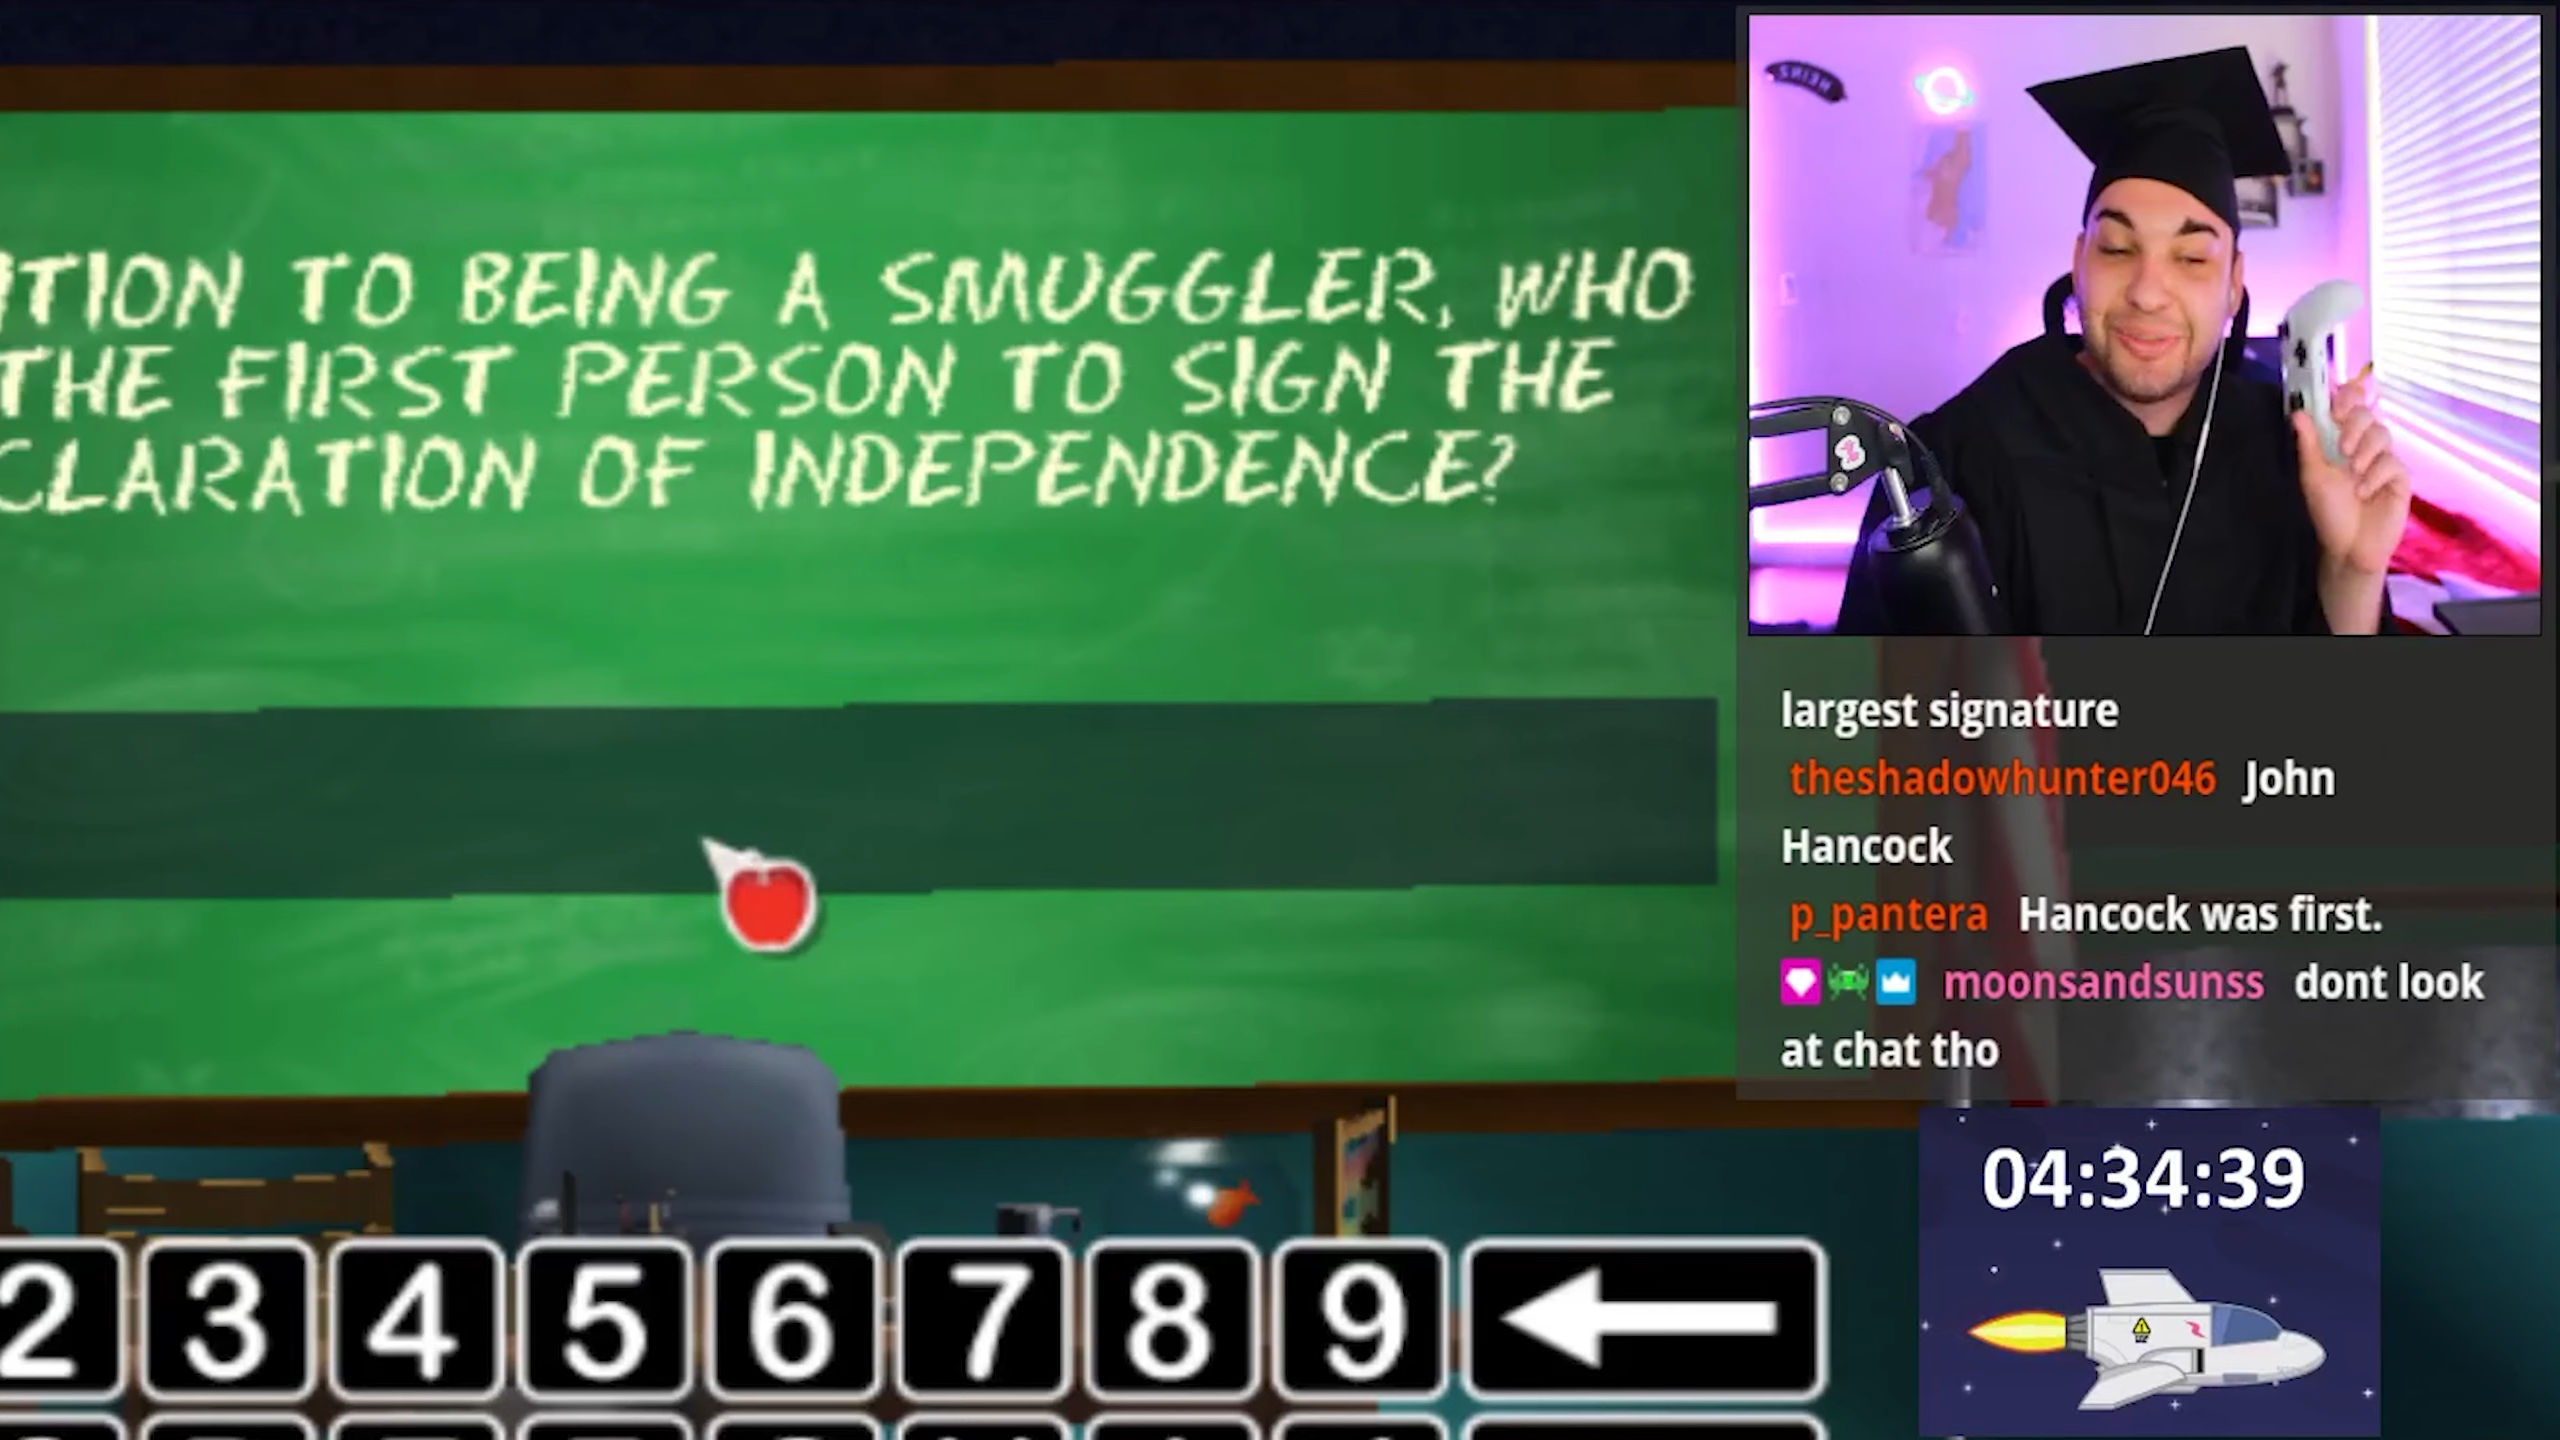 ITION TO BEING A SMUGGLER, WHO
THE FIRST PERSON TO SIGN THE
CLARATION OF INDEPENDENCE?
HEINZ
largest signature
theshadowhunter046 John
Hancock
p_pantera Hancock was first.
moonsandsunss dont look
at chat tho
04:34:39
2 3 4 5 6 7 8 9